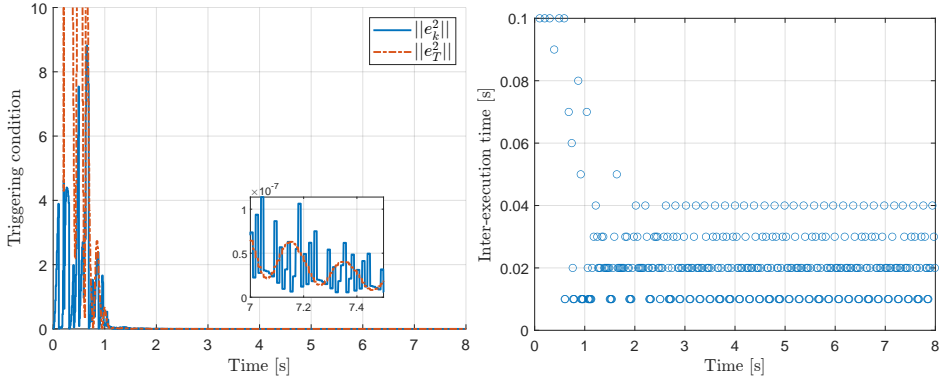 10
8
6
4
2
0
Triggering condition
||e_k^2||
||e_T^2||
×10^-7
1
0.5
0
7
7.2
7.4
0 1 2 3 4 5 6 7 8
Time [s]
0.1
0.08
0.06
0.04
0.02
0
Inter-execution time [s]
0 1 2 3 4 5 6 7 8
Time [s]